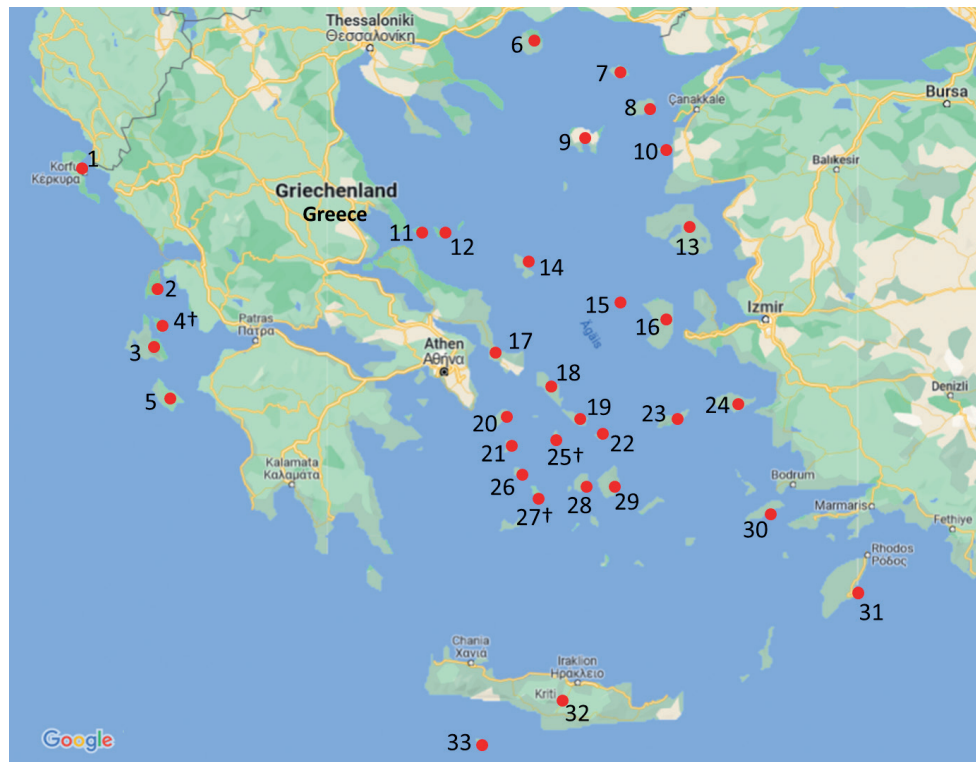 Thessaloniki
Θεσσαλονίκη
6
7
Çanakkale
8
Bursa
9
10
Balıkesir
1
Korfu
Κέρκυρα
Griechenland
Greece
11
12
13
14
2
15
Izmir
16
4†
Patras
Πάτρα
Ägäis
3
Athen
Αθήνα
17
18
5
Denizli
20
19
23
24
21
22
25†
Kalamata
Καλαμάτα
26
28
29
Bodrum
27†
30
Marmaris
Fethiye
Rhodos
Ρόδος
31
Chania
Χανιά
Iraklion
Ηράκλειο
Kriti
32
33
Google